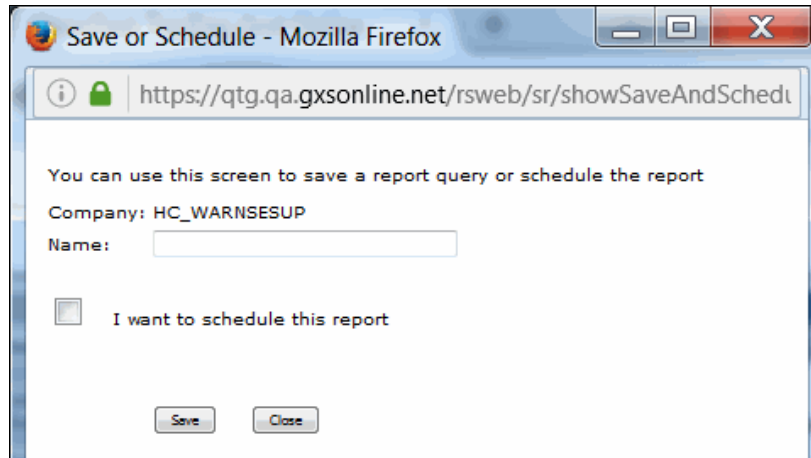 Save or Schedule - Mozilla Firefox
https://qtg.qa.gxsonline.net/rsweb/sr/showSaveAndSchedu
You can use this screen to save a report query or schedule the report
Company: HC_WARNSESUP
Name:
I want to schedule this report
Save Close